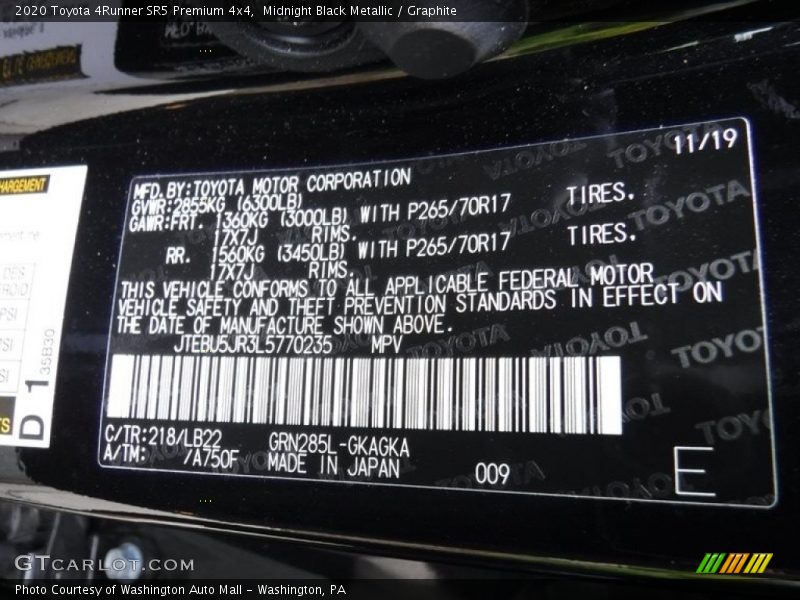 2020 Toyota 4Runner SR5 Premium 4x4, Midnight Black Metallic / Graphite
11/19
MFD.BY:TOYOTA MOTOR CORPORATION
GVWR:2855KG (6300LB)
GAWR:FRT. 1360KG (3000LB) WITH P265/70R17 TIRES.
17X7J RIMS.
RR. 1560KG (3450LB) WITH P265/70R17 TIRES.
17X7J RIMS.
THIS VEHICLE CONFORMS TO ALL APPLICABLE FEDERAL MOTOR
VEHICLE SAFETY AND THEFT PREVENTION STANDARDS IN EFFECT ON
THE DATE OF MANUFACTURE SHOWN ABOVE.
JTEBU5JR3L5770235 MPV
C/TR:218/LB22 GRN285L-GKAGKA
A/TM: /A750F MADE IN JAPAN 009 E
D1
35B30
GTCARLOT.COM
Photo Courtesy of Washington Auto Mall - Washington, PA